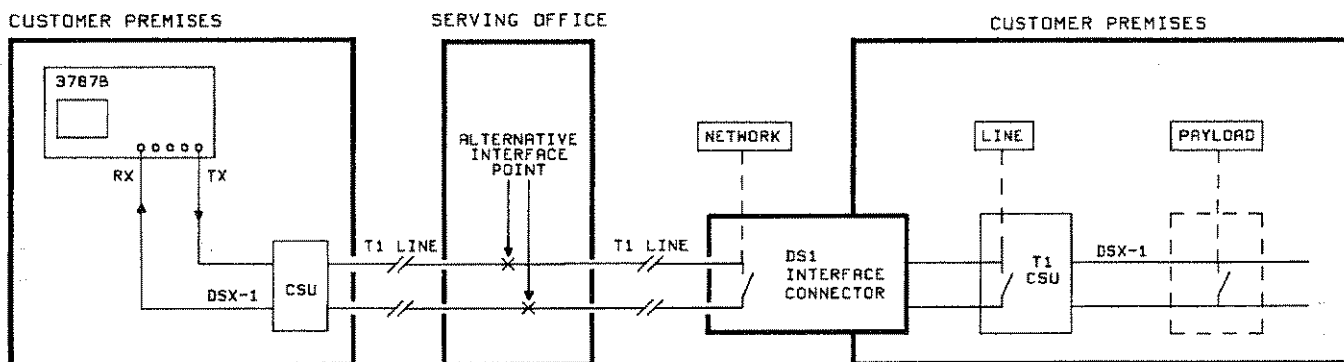 CUSTOMER PREMISES
SERVING OFFICE
CUSTOMER PREMISES
3787B
RX
TX
ALTERNATIVE
INTERFACE
POINT
NETWORK
LINE
PAYLOAD
T1 LINE
T1 LINE
CSU
DSX-1
DS1
INTERFACE
CONNECTOR
T1
CSU
DSX-1